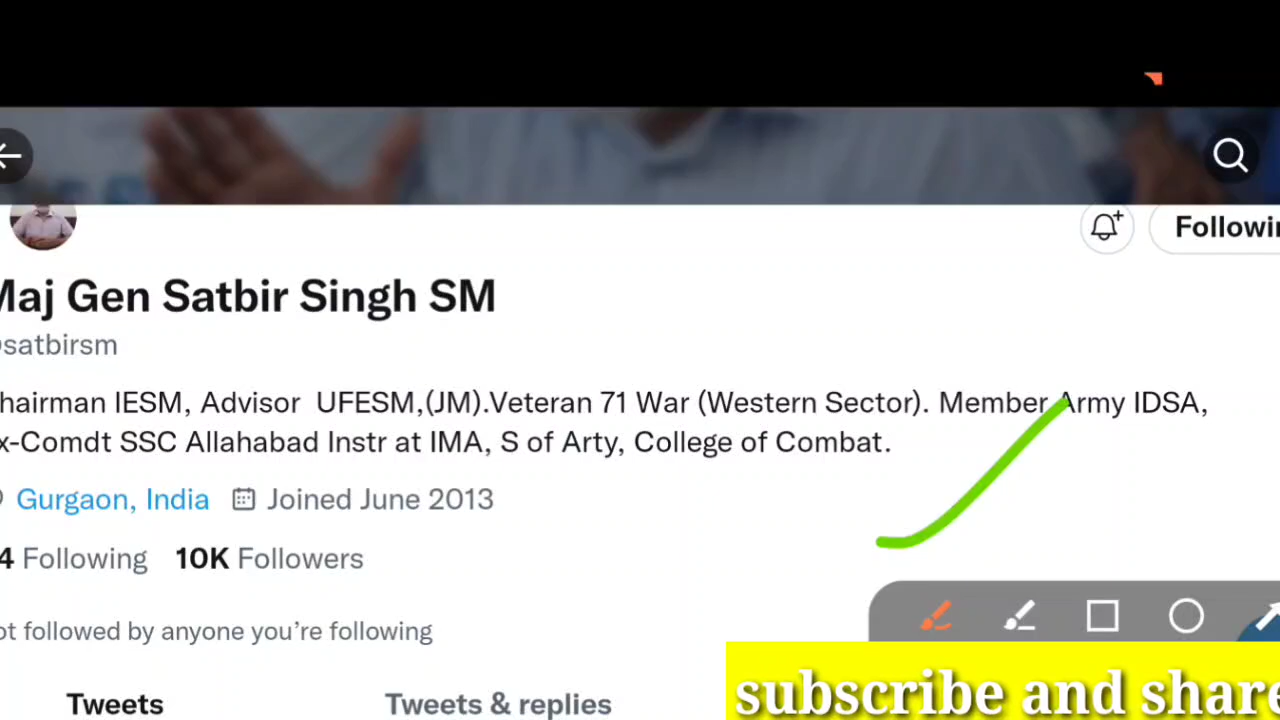 Maj Gen Satbir Singh SM
satbirsm
hairman IESM, Advisor UFESM,(JM).Veteran 71 War (Western Sector). Member Army IDSA,
x-Comdt SSC Allahabad Instr at IMA, S of Arty, College of Combat.
Gurgaon, India Joined June 2013
4 Following 10K Followers
ot followed by anyone you're following
Tweets Tweets & replies
Followin
subscribe and share